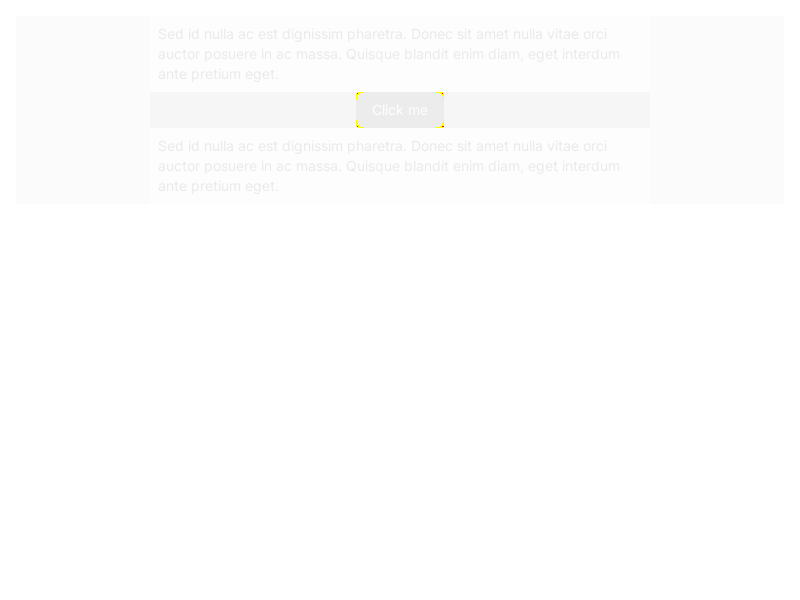 Sed id nulla ac est dignissim pharetra. Donec sit amet nulla vitae orci
auctor posuere in ac massa. Quisque blandit enim diam, eget interdum
ante pretium eget.
Click me
Sed id nulla ac est dignissim pharetra. Donec sit amet nulla vitae orci
auctor posuere in ac massa. Quisque blandit enim diam, eget interdum
ante pretium eget.